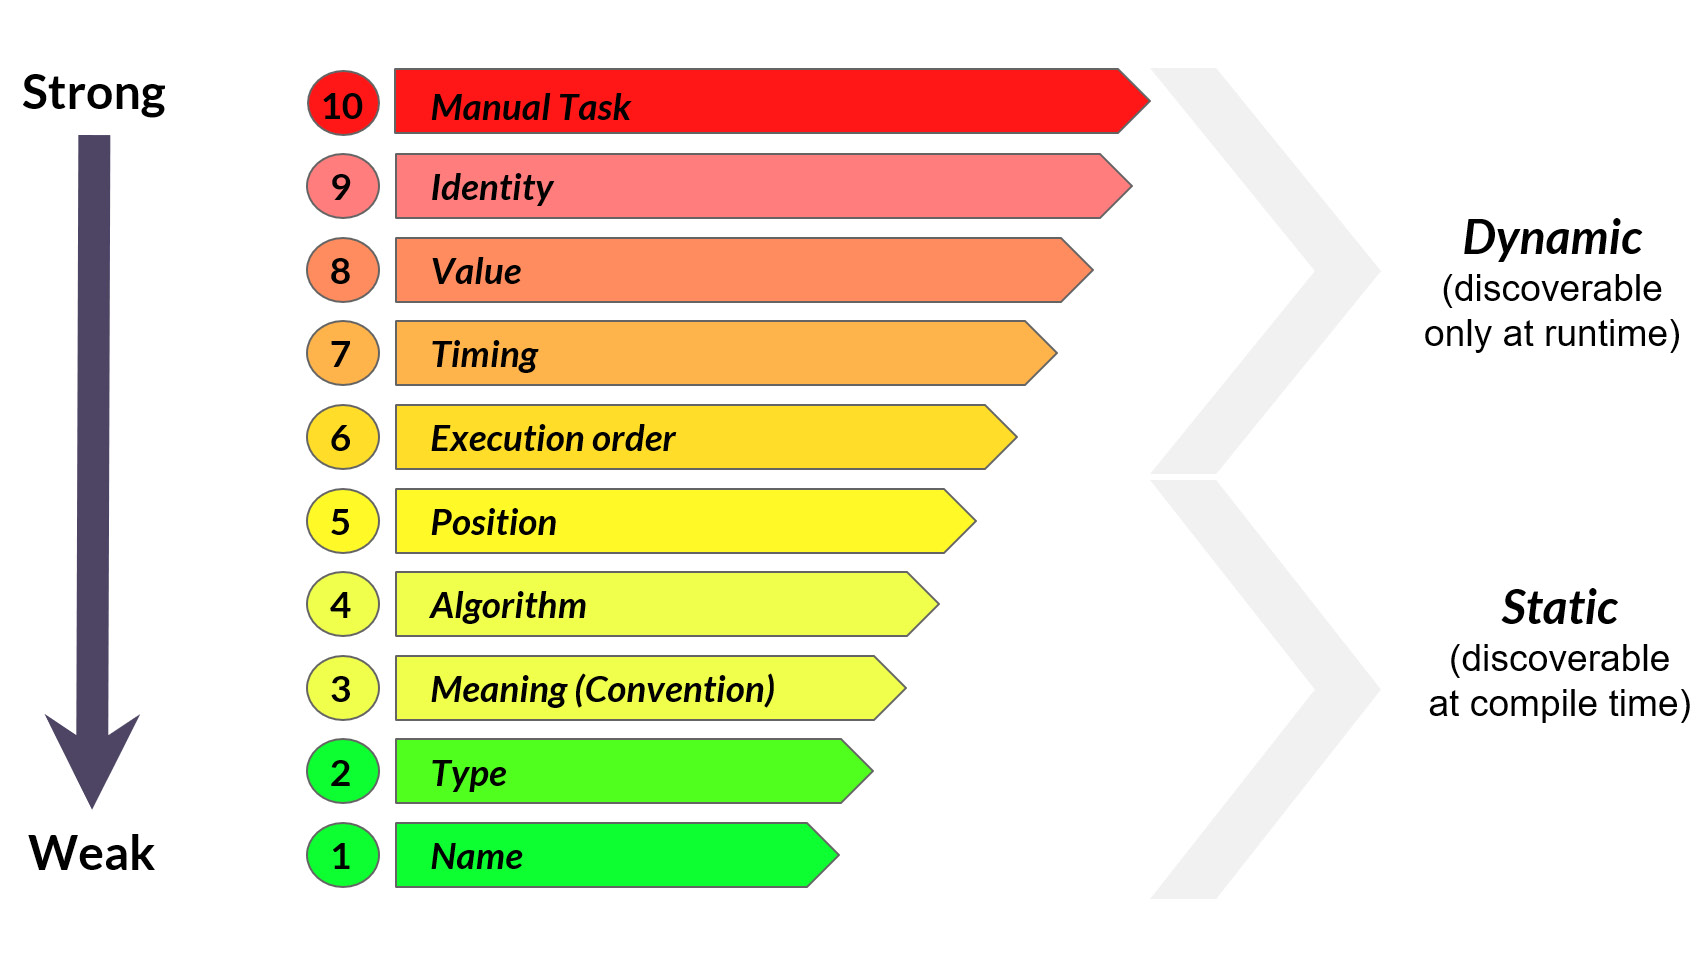 Strong
10 Manual Task
9 Identity
8 Value
7 Timing
6 Execution order
5 Position
4 Algorithm
3 Meaning (Convention)
2 Type
1 Name
Weak
Dynamic
(discoverable
only at runtime)
Static
(discoverable
at compile time)